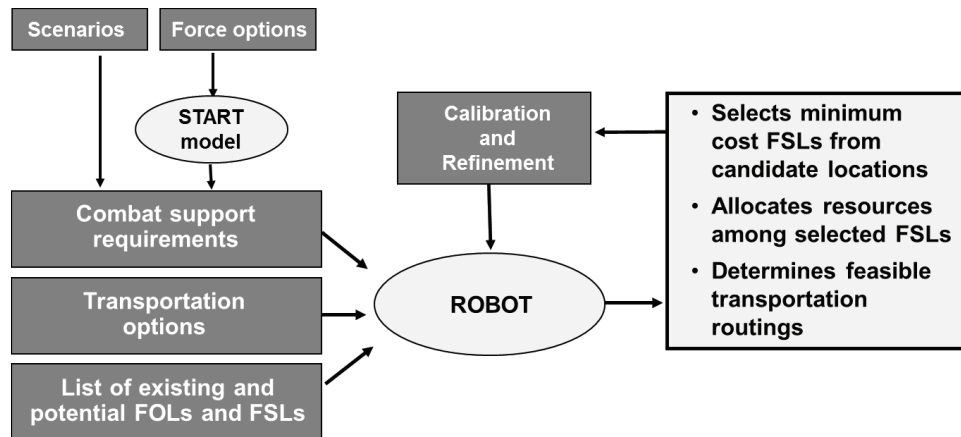 Scenarios
Force options
START
model
Combat support
requirements
Transportation
options
List of existing and
potential FOLs and FSLs
Calibration
and
Refinement
ROBOT
• Selects minimum
cost FSLs from
candidate locations
• Allocates resources
among selected FSLs
• Determines feasible
transportation
routings